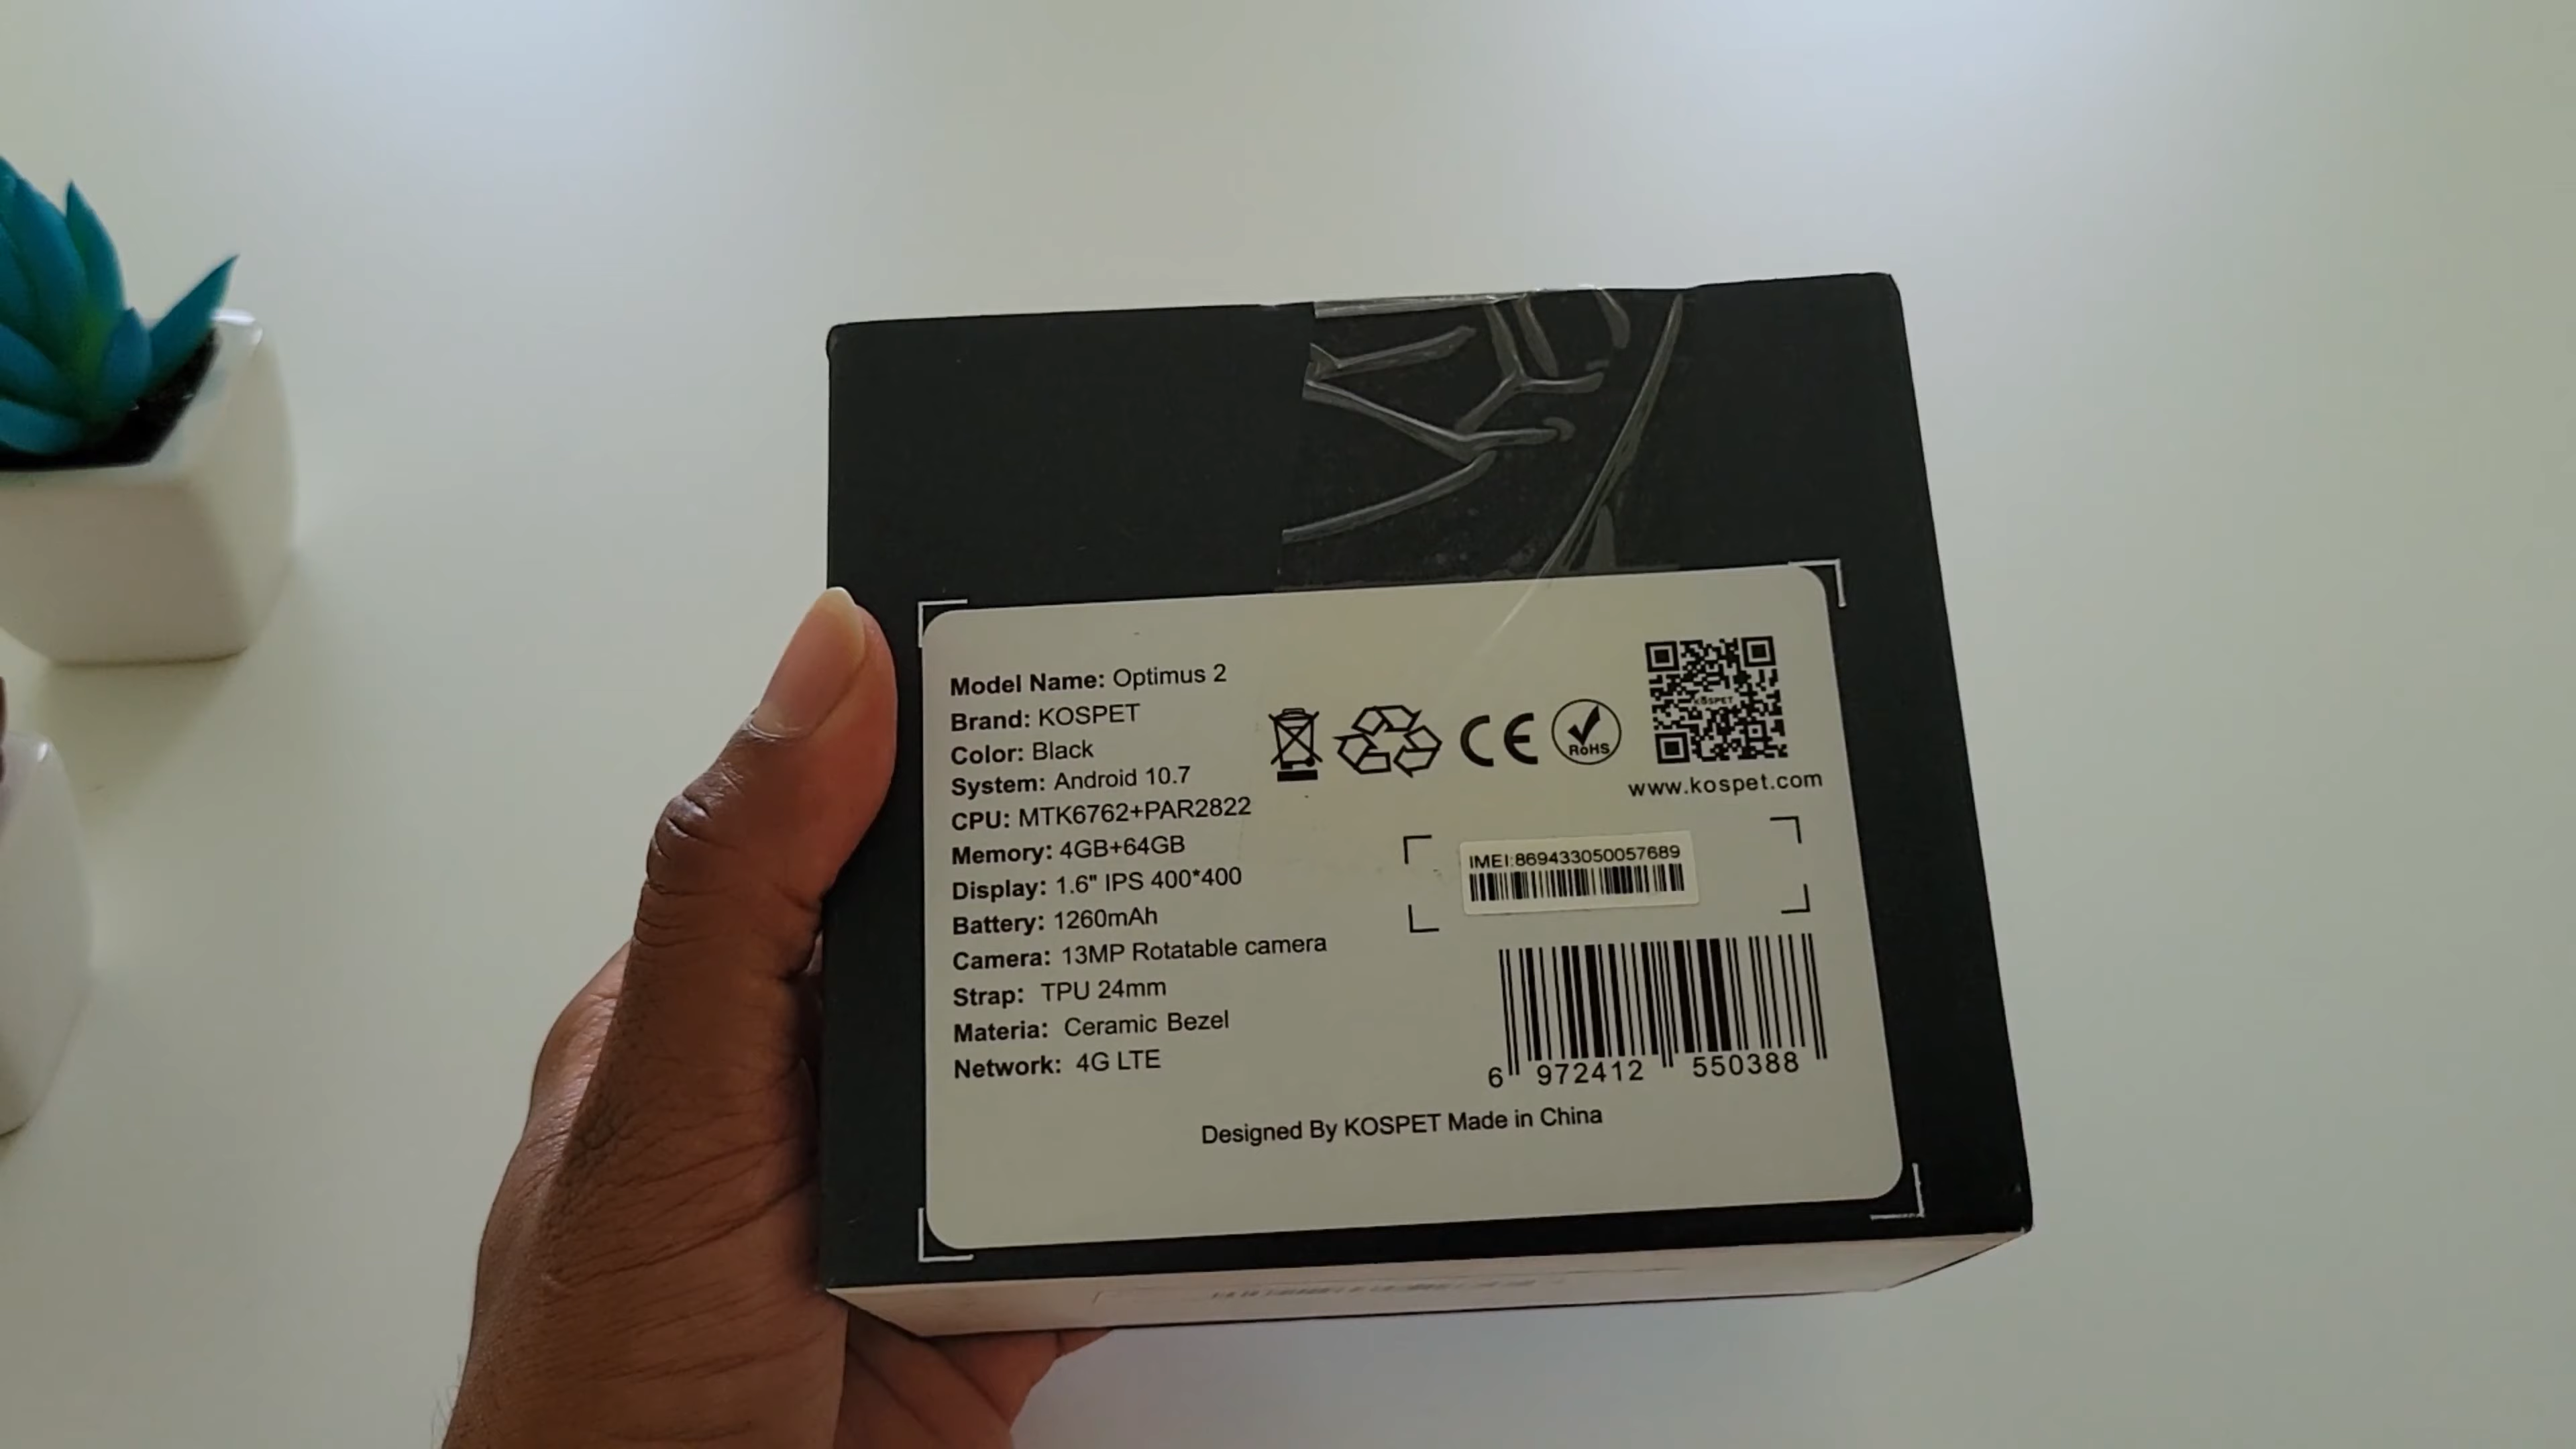 Model Name: Optimus 2
Brand: KOSPET
Color: Black
System: Android 10.7
CPU: MTK6762+PAR2822
Memory: 4GB+64GB
Display: 1.6" IPS 400*400
Battery: 1260mAh
Camera: 13MP Rotatable camera
Strap: TPU 24mm
Materia: Ceramic Bezel
Network: 4G LTE
CE
RoHS
KOSPET
www.kospet.com
IMEI:869433050057689
6 972412 550388
Designed By KOSPET Made in China